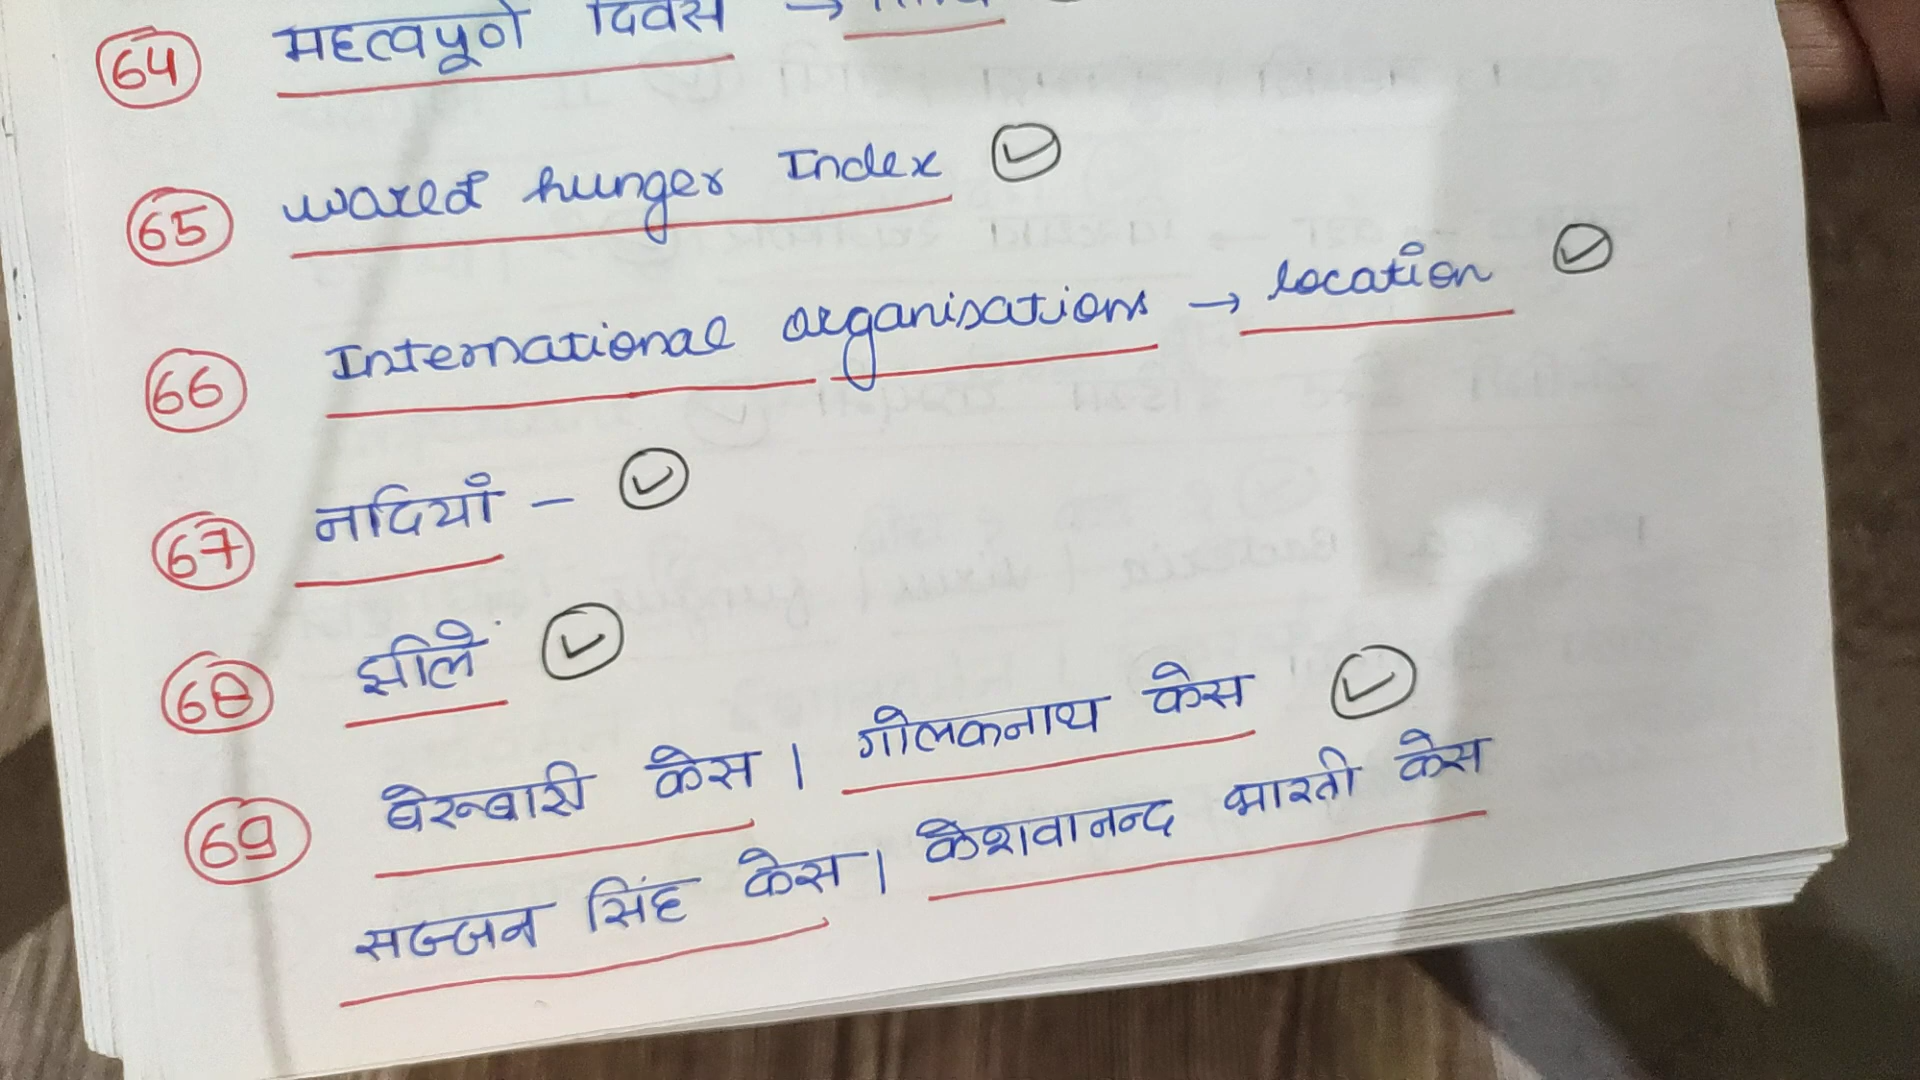 64 महत्वपूर्ण दिवस →
65 world hunger Index
66 International organisations → location
67 नदियाँ -
68 झीलें
69 बेरूबारी केस | गोलकनाथ केस
सज्जन सिंह केस | केशवानन्द भारती केस